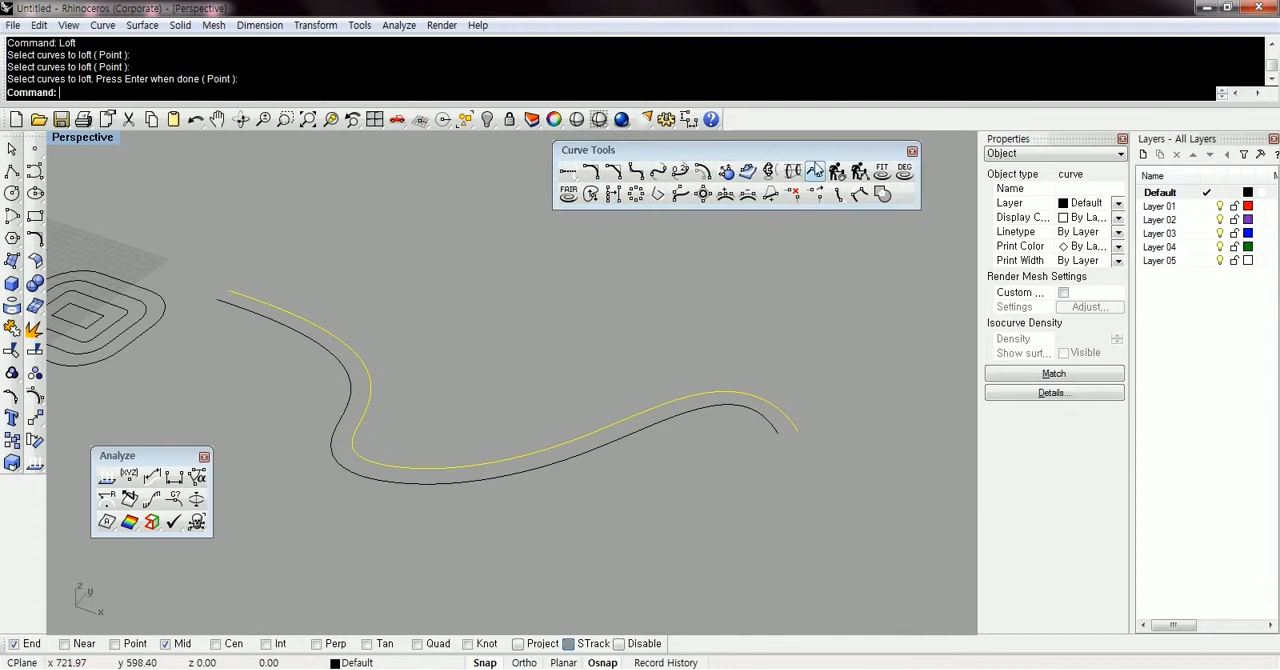 Untitled - Rhinoceros (Corporate) - [Perspective]
File Edit View Curve Surface Solid Mesh Dimension Transform Tools Analyze Render Help
Command: Loft
Select curves to loft ( Point ):
Select curves to loft ( Point ):
Select curves to loft. Press Enter when done ( Point ):
Command:
Perspective
Curve Tools
FIT DEG
FAIR
Properties
Object
Object type curve
Name
Layer Default
Display C... By La...
Linetype By Layer
Print Color By La...
Print Width By Layer
Render Mesh Settings
Custom ...
Settings Adjust...
Isocurve Density
Density
Show surf... Visible
Match
Details...
Layers - All Layers
Name
Default
Layer 01
Layer 02
Layer 03
Layer 04
Layer 05
Analyze
z y
x
End Near Point Mid Cen Int Perp Tan Quad Knot Project STrack Disable
CPlane x 721.97 y 598.40 z 0.00 0.00 Default Snap Ortho Planar Osnap Record History